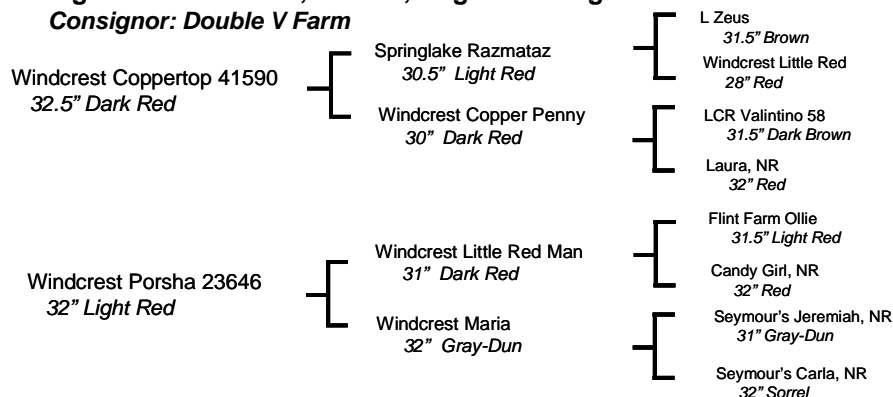 Consignor: Double V Farm
L Zeus
31.5" Brown
Springlake Razmataz
30.5" Light Red
Windcrest Little Red
28" Red
Windcrest Coppertop 41590
32.5" Dark Red
Windcrest Copper Penny
30" Dark Red
LCR Valintino 58
31.5" Dark Brown
Laura, NR
32" Red
Flint Farm Ollie
31.5" Light Red
Windcrest Little Red Man
31" Dark Red
Candy Girl, NR
32" Red
Windcrest Porsha 23646
32" Light Red
Windcrest Maria
32" Gray-Dun
Seymour's Jeremiah, NR
31" Gray-Dun
Seymour's Carla, NR
32" Sorrel